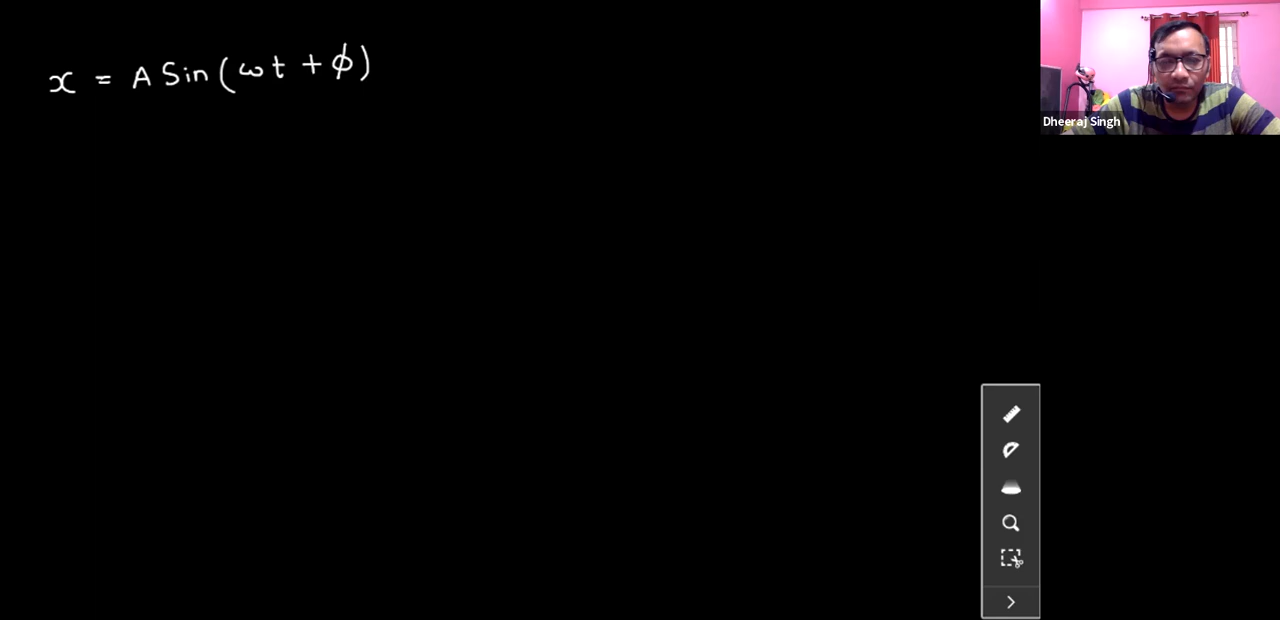 x = A Sin (ωt + ϕ)
Dheeraj Singh